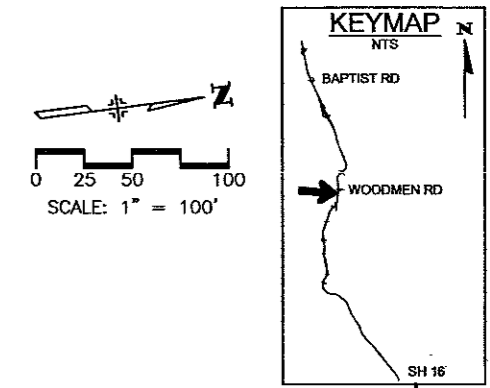 N
0 25 50 100
SCALE: 1" = 100'
KEYMAP N
NTS
BAPTIST RD
WOODMEN RD
SH 16